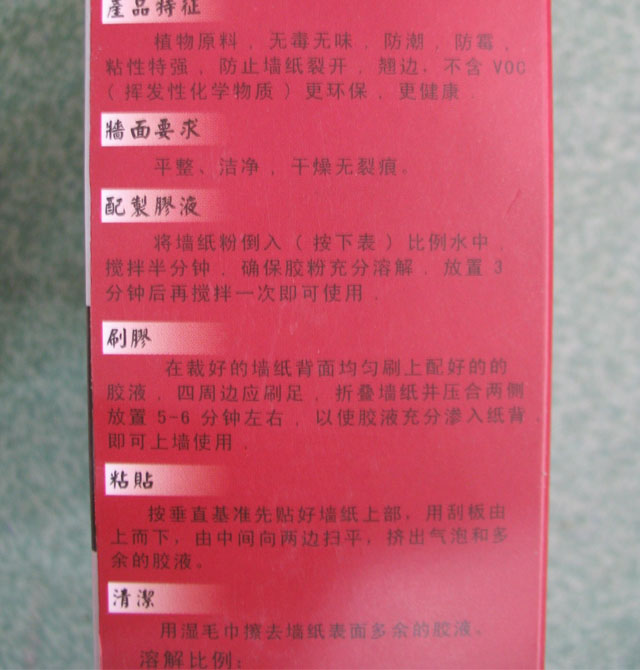 產品特征
植物原料，无毒无味，防潮，防霉，
粘性特强，防止墙纸裂开，翘边，不含 VOC
（挥发性化学物质）更环保，更健康．
牆面要求
平整、洁净，干燥无裂痕。
配製膠液
将墙纸粉倒入（按下表）比例水中，
搅拌半分钟．确保胶粉充分溶解．放置 3
分钟后再搅拌一次即可使用．
刷膠
在裁好的墙纸背面均匀刷上配好的的
胶液，四周边应刷足，折叠墙纸并压合两侧
放置 5-6 分钟左右，以使胶液充分渗入纸背．
即可上墙使用．
粘貼
按垂直基准先贴好墙纸上部，用刮板由
上而下，由中间向两边扫平，挤出气泡和多
余的胶液。
清潔
用湿毛巾擦去墙纸表面多余的胶液。
溶解比例：